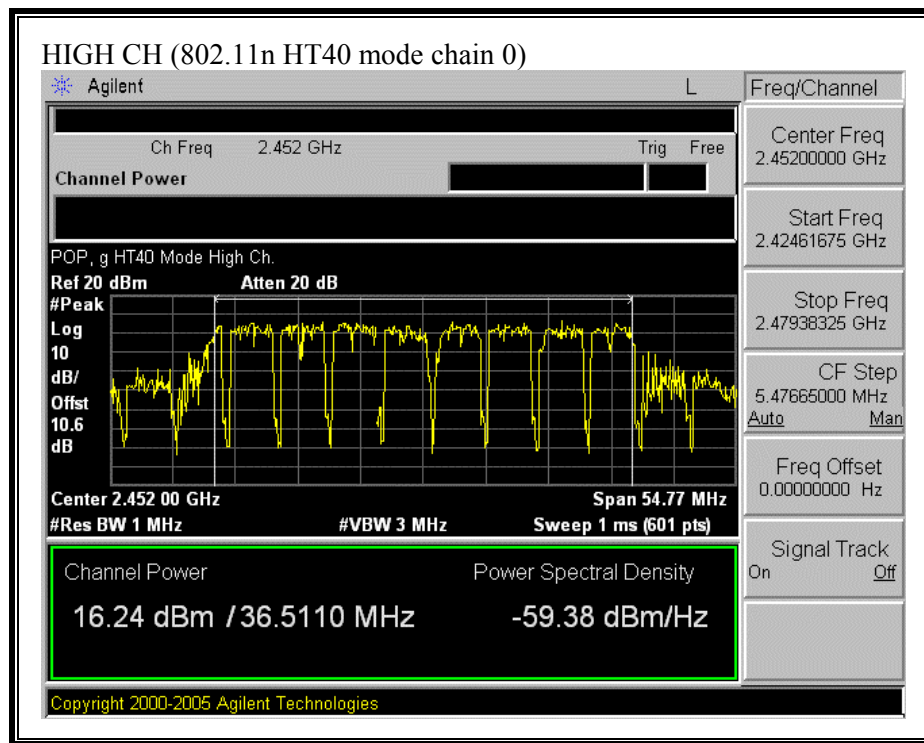 HIGH CH (802.11n HT40 mode chain 0)
Agilent L
Freq/Channel
Ch Freq 2.452 GHz Trig Free
Channel Power
POP, g HT40 Mode High Ch.
Ref 20 dBm Atten 20 dB
#Peak
Log
10
dB/
Offst
10.6
dB
Center 2.452 00 GHz Span 54.77 MHz
#Res BW 1 MHz #VBW 3 MHz Sweep 1 ms (601 pts)
Channel Power Power Spectral Density
16.24 dBm / 36.5110 MHz -59.38 dBm/Hz
Copyright 2000-2005 Agilent Technologies
Center Freq
2.45200000 GHz
Start Freq
2.42461675 GHz
Stop Freq
2.47938325 GHz
CF Step
5.47665000 MHz
Auto Man
Freq Offset
0.00000000 Hz
Signal Track
On Off